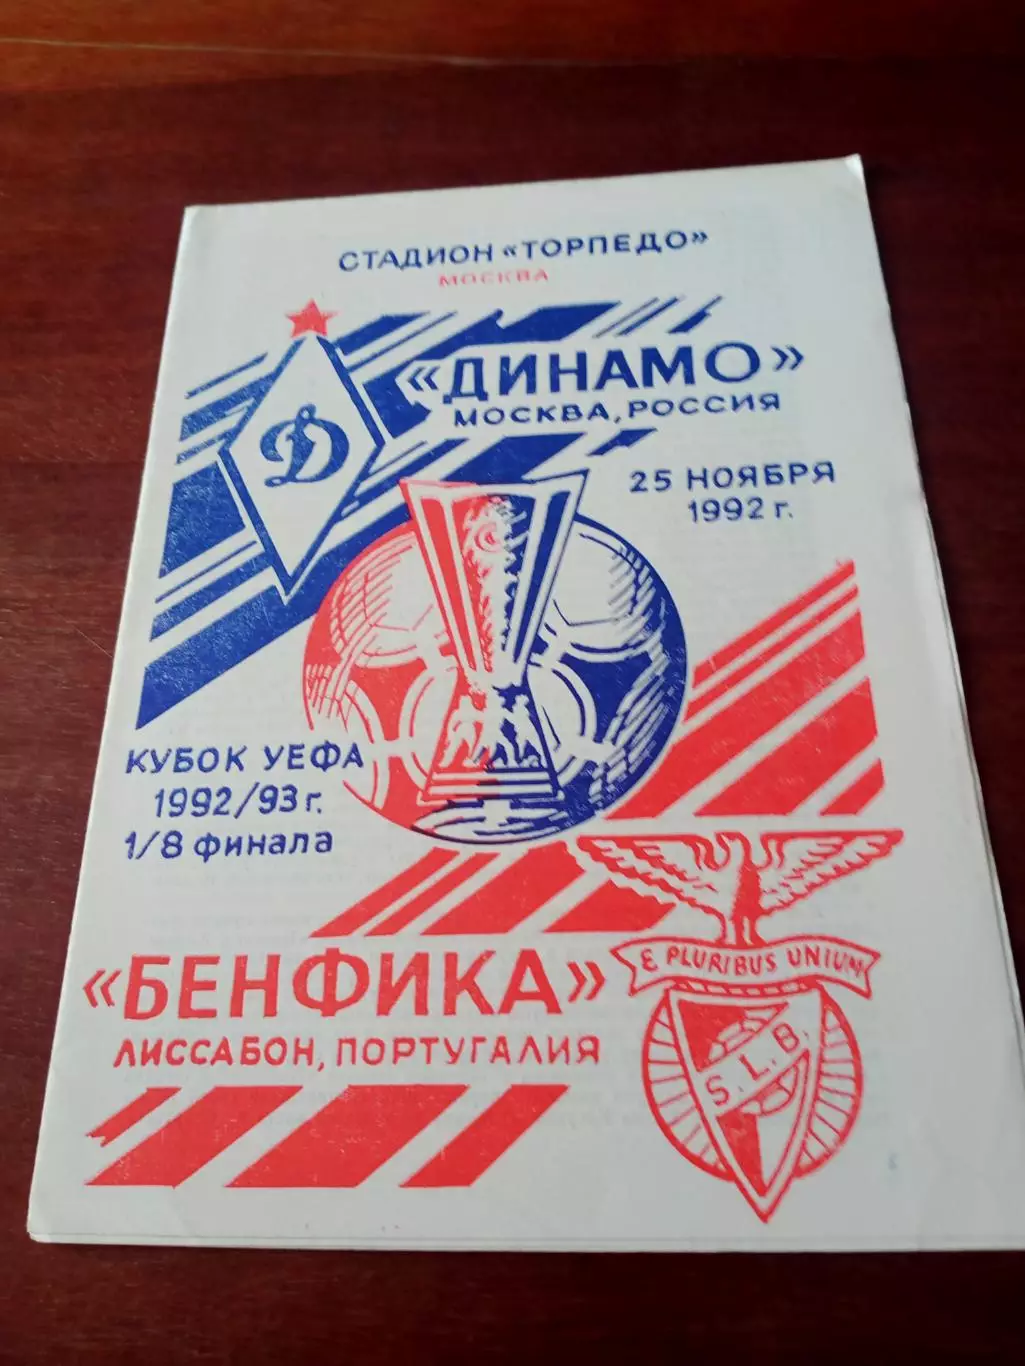 СТАДИОН «ТОРПЕДО»
МОСКВА
«ДИНАМО»
МОСКВА, РОССИЯ
Д
25 НОЯБРЯ
1992 г.
КУБОК УЕФА
1992/93 г.
1/8 финала
E PLURIBUS UNUM
«БЕНФИКА»
ЛИССАБОН, ПОРТУГАЛИЯ
S.L.B.